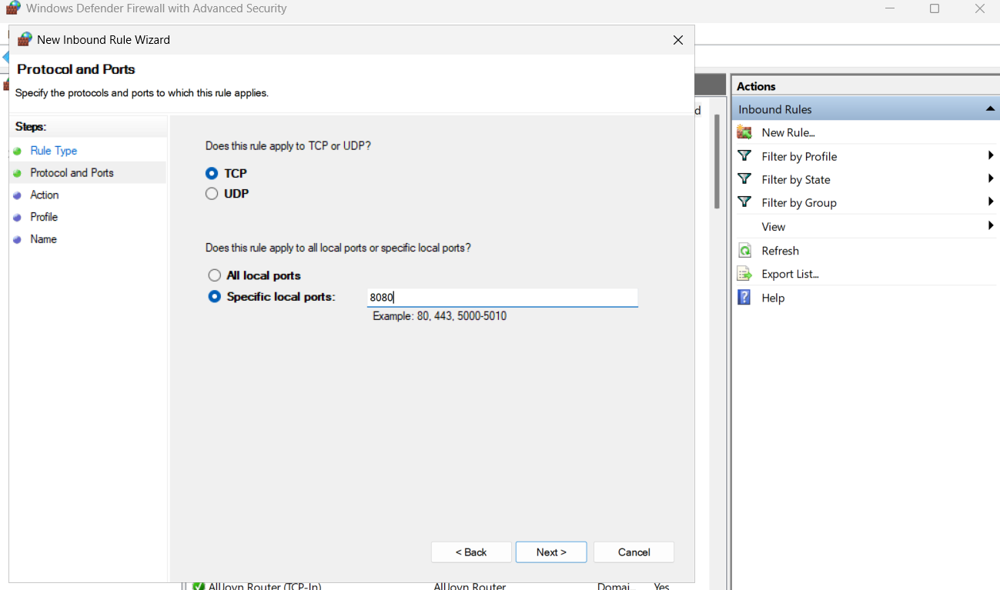 Windows Defender Firewall with Advanced Security
New Inbound Rule Wizard
Protocol and Ports
Specify the protocols and ports to which this rule applies.
Steps:
Rule Type
Protocol and Ports
Action
Profile
Name
Does this rule apply to TCP or UDP?
TCP
UDP
Does this rule apply to all local ports or specific local ports?
All local ports
Specific local ports:
8080
Example: 80, 443, 5000-5010
< Back
Next >
Cancel
d
Actions
Inbound Rules
New Rule...
Filter by Profile
Filter by State
Filter by Group
View
Refresh
Export List...
Help
AllJoyn Router (TCP-In)
AllJoyn Router
Domai...
Yes